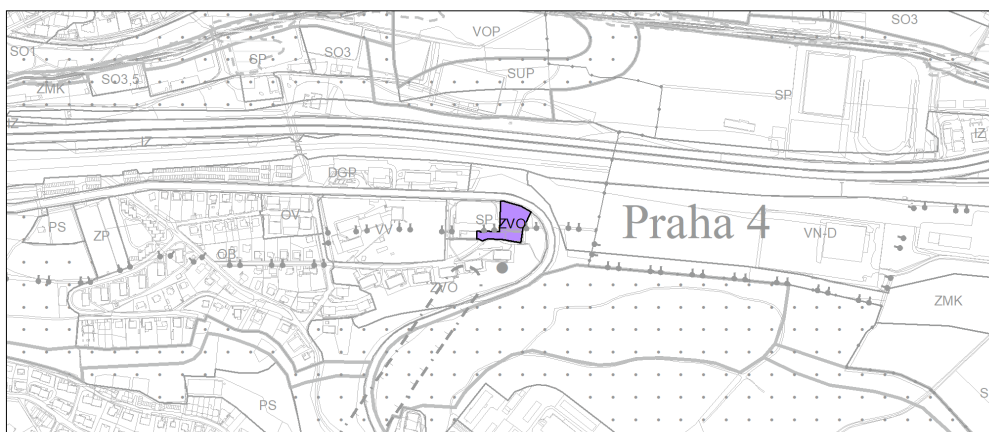 SO3
VOP
SO1
SP
SO3
SUP
SO3,5
ZMK
SP
IZ
IZ
IZ
DGP
PS
ZP
OV
VV
SP
ZVO
Praha 4
VN-D
OB
ZVO
ZMK
PS
S